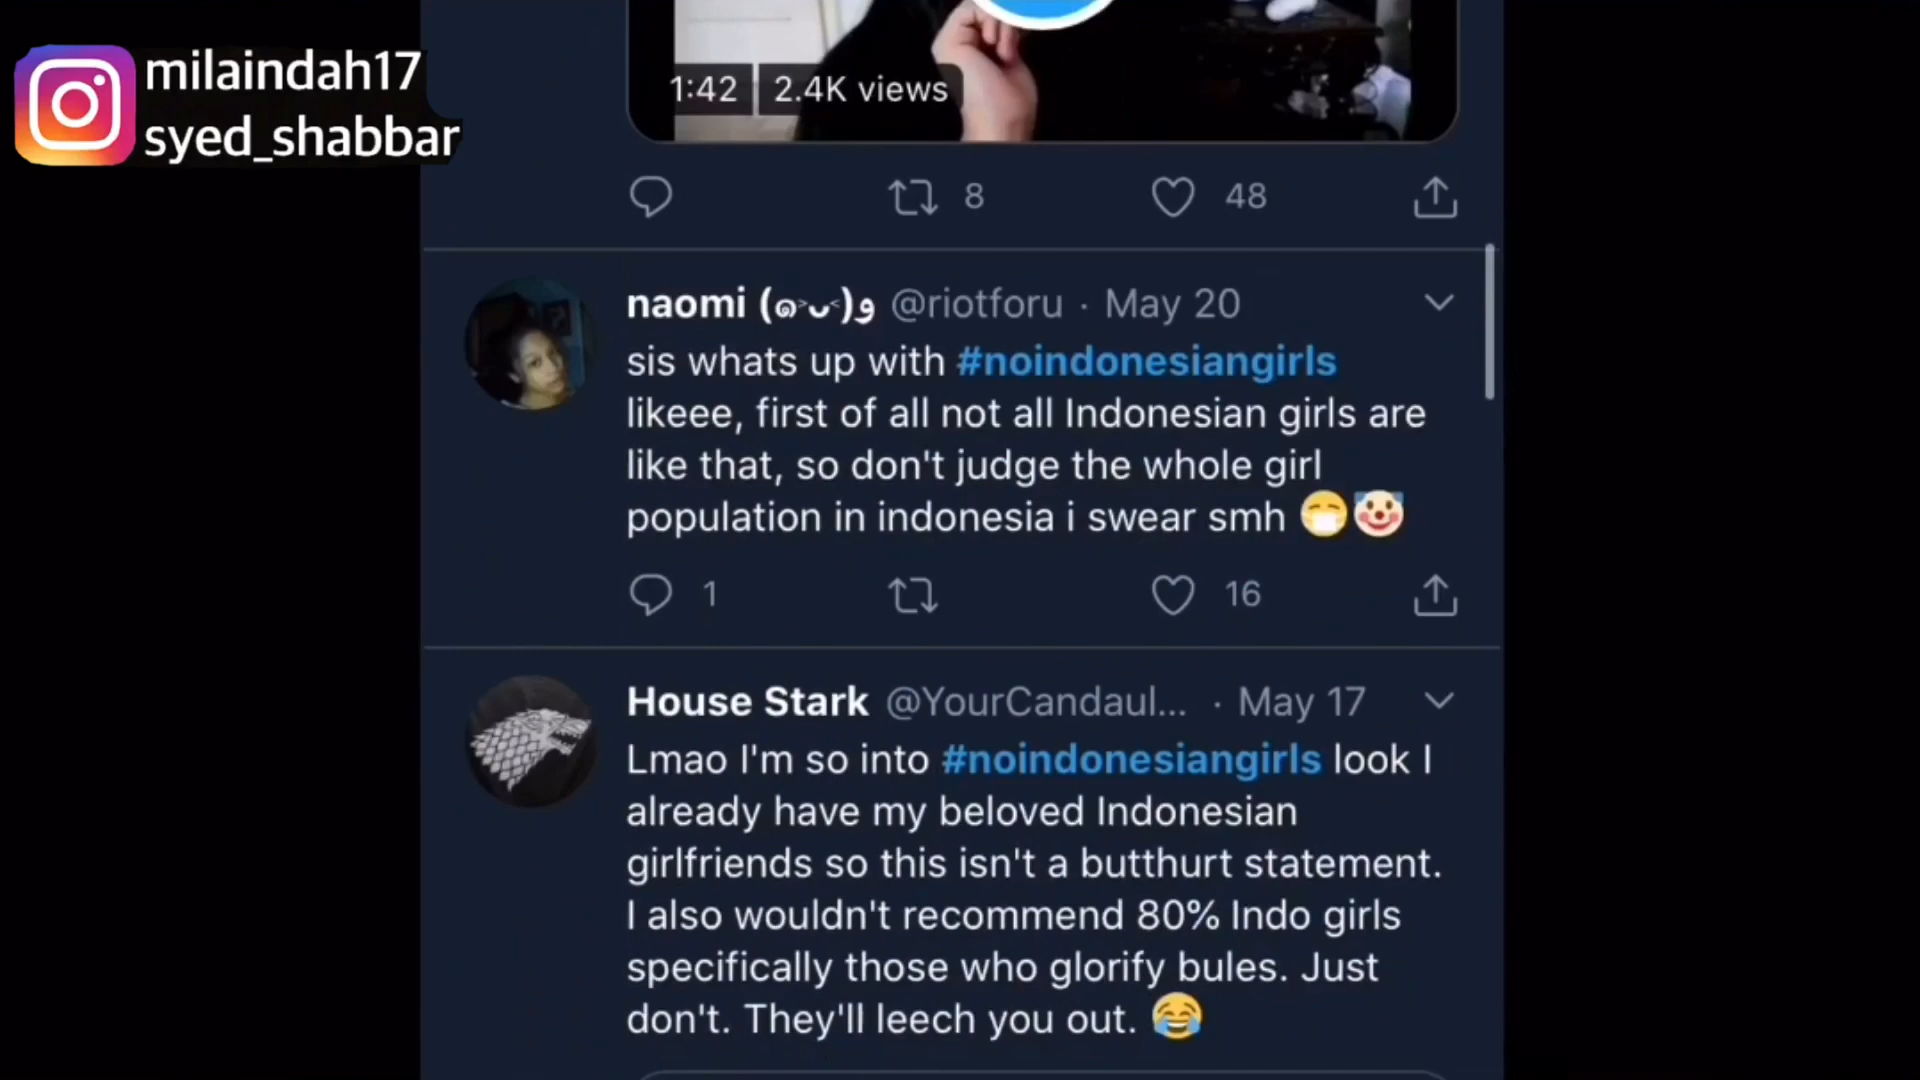 milaindah17
syed_shabbar
1:42 2.4K views
8 48
naomi (๑˃ᴗ˂)و @riotforu · May 20
sis whats up with #noindonesiangirls
likeee, first of all not all Indonesian girls are
like that, so don't judge the whole girl
population in indonesia i swear smh 😷🤡
1 16
House Stark @YourCandaul... · May 17
Lmao I'm so into #noindonesiangirls look I
already have my beloved Indonesian
girlfriends so this isn't a butthurt statement.
I also wouldn't recommend 80% Indo girls
specifically those who glorify bules. Just
don't. They'll leech you out. 😂